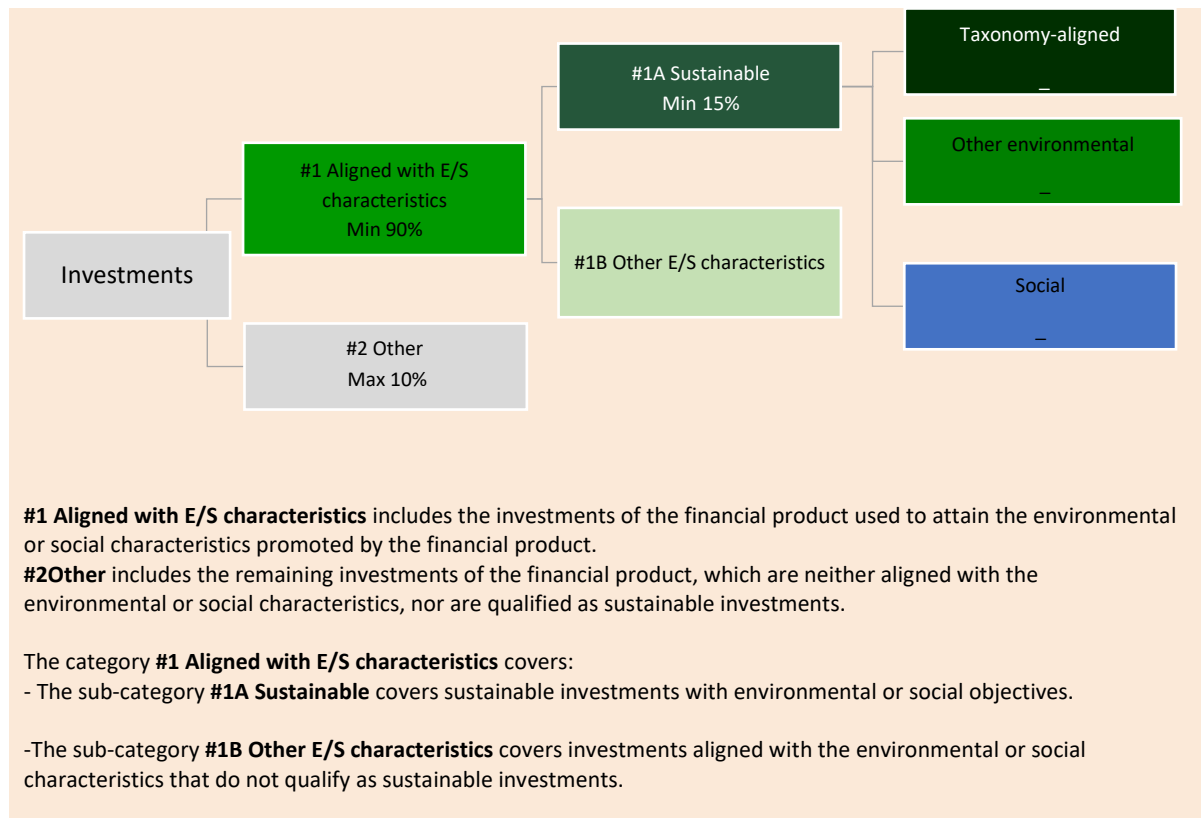 Taxonomy-aligned
_
#1A Sustainable
Min 15%
Other environmental
_
#1 Aligned with E/S
characteristics
Min 90%
Investments
#1B Other E/S characteristics
Social
_
#2 Other
Max 10%
#1 Aligned with E/S characteristics includes the investments of the financial product used to attain the environmental
or social characteristics promoted by the financial product.
#2Other includes the remaining investments of the financial product, which are neither aligned with the
environmental or social characteristics, nor are qualified as sustainable investments.
The category #1 Aligned with E/S characteristics covers:
- The sub-category #1A Sustainable covers sustainable investments with environmental or social objectives.
-The sub-category #1B Other E/S characteristics covers investments aligned with the environmental or social
characteristics that do not qualify as sustainable investments.